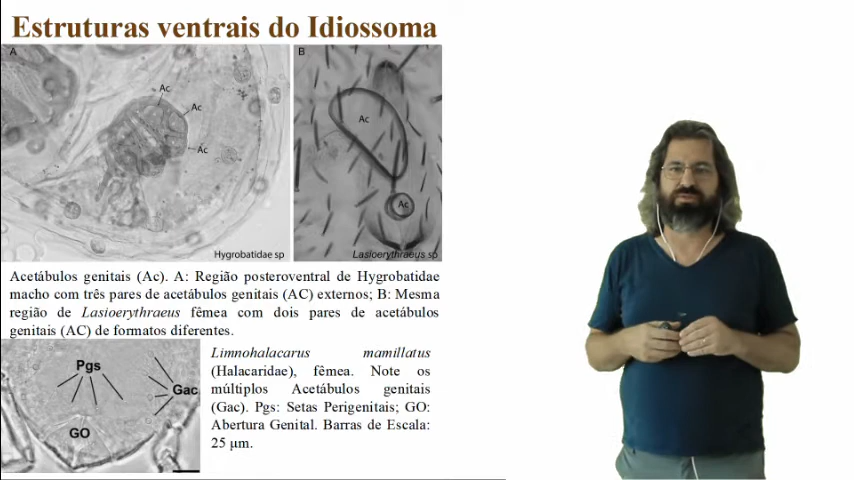 Estruturas ventrais do Idiossoma
A
B
Ac
Ac
Ac
Ac
Ac
Hygrobatidae sp
Lasioerythraeus sp
Acetábulos genitais (Ac). A: Região posteroventral de Hygrobatidae
macho com três pares de acetábulos genitais (AC) externos; B: Mesma
região de Lasioerythraeus fêmea com dois pares de acetábulos
genitais (AC) de formatos diferentes.
Pgs
Gac
GO
Limnohalacarus mamillatus
(Halacaridae), fêmea. Note os
múltiplos Acetábulos genitais
(Gac). Pgs: Setas Perigenitais; GO:
Abertura Genital. Barras de Escala:
25 μm.